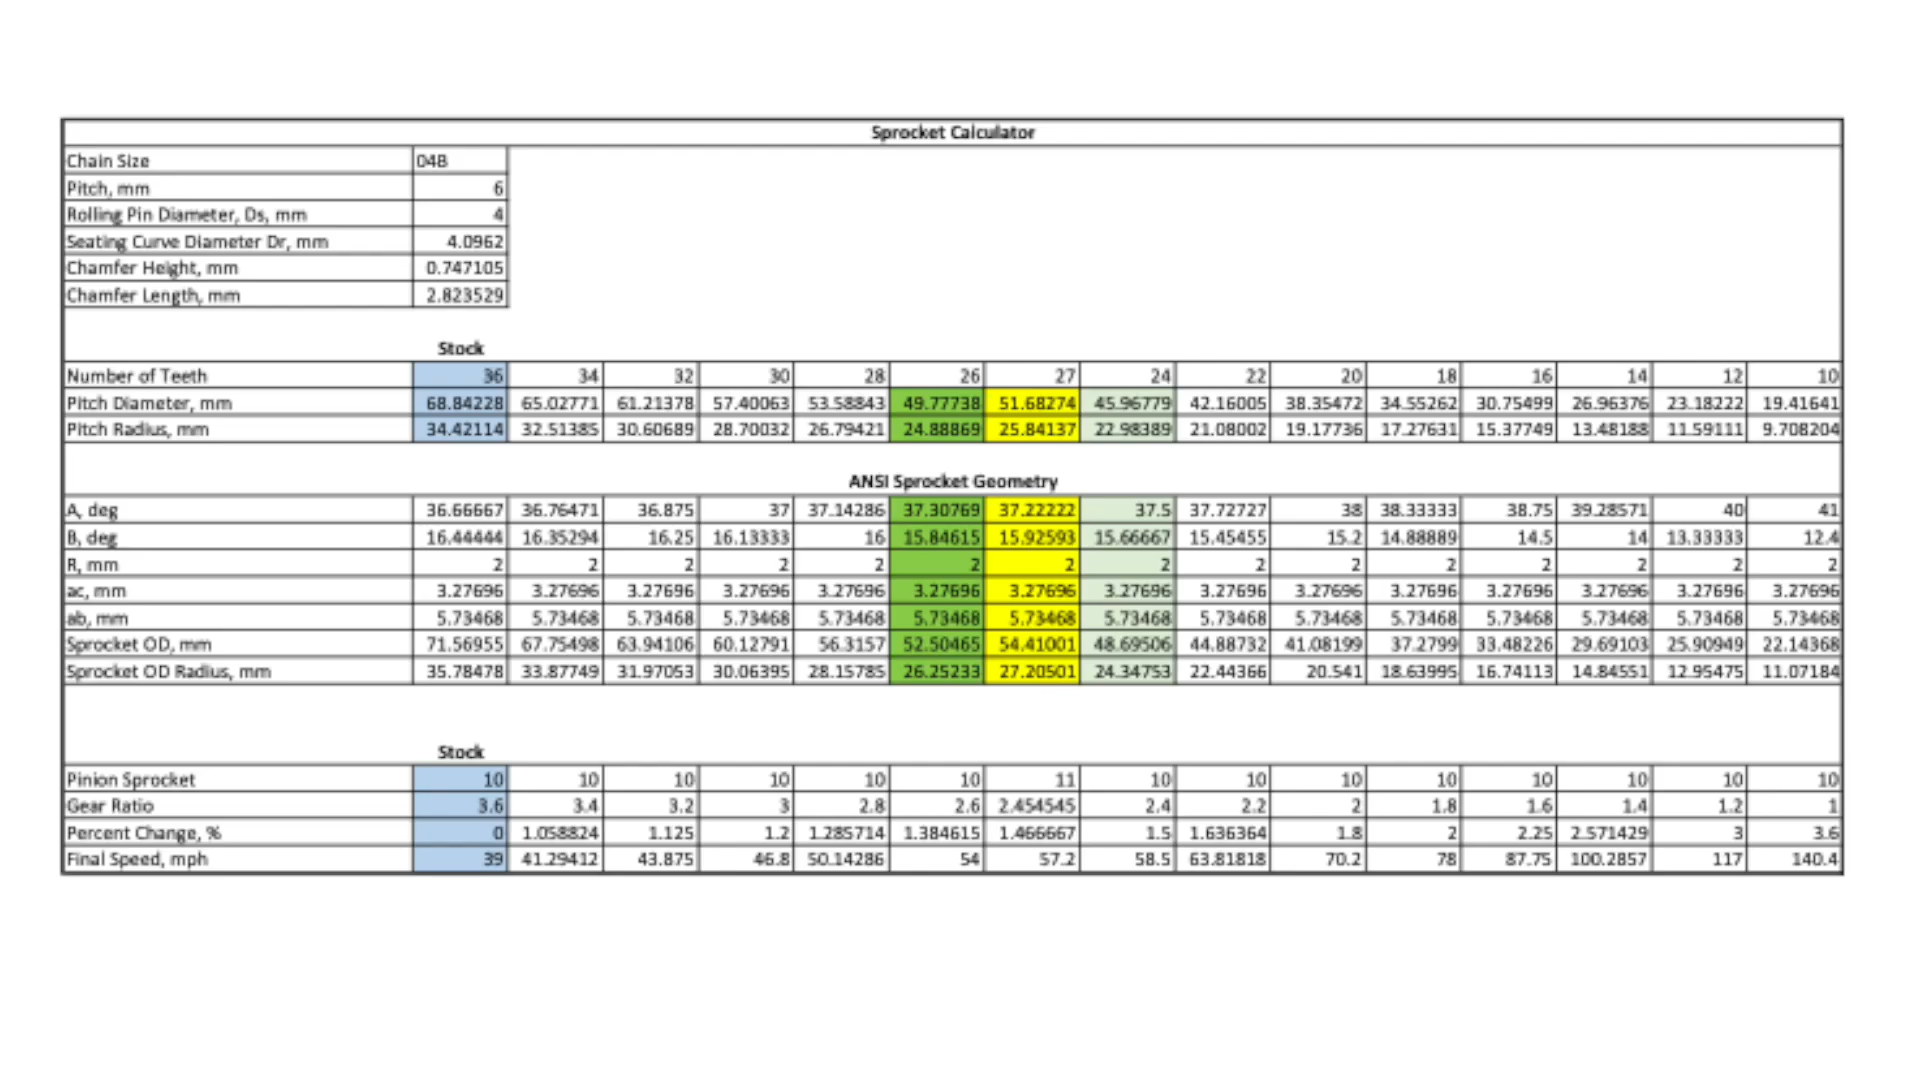 Sprocket Calculator
Chain Size 04B
Pitch, mm 6
Rolling Pin Diameter, Ds, mm 4
Seating Curve Diameter Dr, mm 4.0962
Chamfer Height, mm 0.747105
Chamfer Length, mm 2.823529
Stock
Number of Teeth 36 34 32 30 28 26 27 24 22 20 18 16 14 12 10
Pitch Diameter, mm 68.84228 65.02771 61.21378 57.40063 53.58843 49.77738 51.68274 45.96779 42.16005 38.35472 34.55262 30.75499 26.96376 23.18222 19.41641
Pitch Radius, mm 34.42114 32.51385 30.60689 28.70032 26.79421 24.88869 25.84137 22.98389 21.08002 19.17736 17.27631 15.37749 13.48188 11.59111 9.708204
ANSI Sprocket Geometry
A, deg 36.66667 36.76471 36.875 37 37.14286 37.30769 37.22222 37.5 37.72727 38 38.33333 38.75 39.28571 40 41
B, deg 16.44444 16.35294 16.25 16.13333 16 15.84615 15.92593 15.66667 15.45455 15.2 14.88889 14.5 14 13.33333 12.4
R, mm 2 2 2 2 2 2 2 2 2 2 2 2 2 2 2
ac, mm 3.27696 3.27696 3.27696 3.27696 3.27696 3.27696 3.27696 3.27696 3.27696 3.27696 3.27696 3.27696 3.27696 3.27696 3.27696
ab, mm 5.73468 5.73468 5.73468 5.73468 5.73468 5.73468 5.73468 5.73468 5.73468 5.73468 5.73468 5.73468 5.73468 5.73468 5.73468
Sprocket OD, mm 71.56955 67.75498 63.94106 60.12791 56.3157 52.50465 54.41001 48.69506 44.88732 41.08199 37.2799 33.48226 29.69103 25.90949 22.14368
Sprocket OD Radius, mm 35.78478 33.87749 31.97053 30.06395 28.15785 26.25233 27.20501 24.34753 22.44366 20.541 18.63995 16.74113 14.84551 12.95475 11.07184
Stock
Pinion Sprocket 10 10 10 10 10 10 11 10 10 10 10 10 10 10 10
Gear Ratio 3.6 3.4 3.2 3 2.8 2.6 2.454545 2.4 2.2 2 1.8 1.6 1.4 1.2 1
Percent Change, % 0 1.058824 1.125 1.2 1.285714 1.384615 1.466667 1.5 1.636364 1.8 2 2.25 2.571429 3 3.6
Final Speed, mph 39 41.29412 43.875 46.8 50.14286 54 57.2 58.5 63.81818 70.2 78 87.75 100.2857 117 140.4